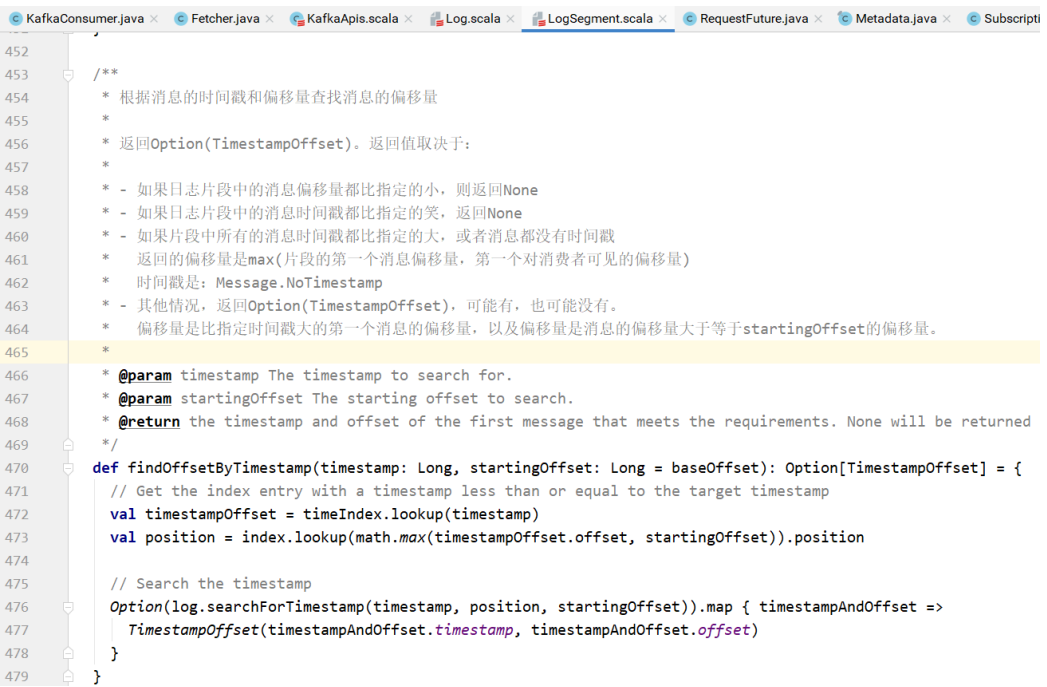 KafkaConsumer.java × Fetcher.java × KafkaApis.scala × Log.scala × LogSegment.scala × RequestFuture.java × Metadata.java × Subscripti
452
453 /**
454 * 根据消息的时间戳和偏移量查找消息的偏移量
455 *
456 * 返回Option(TimestampOffset)。返回值取决于:
457 *
458 * - 如果日志片段中的消息偏移量都比指定的小，则返回None
459 * - 如果日志片段中的消息时间戳都比指定的笑，返回None
460 * - 如果片段中所有的消息时间戳都比指定的大，或者消息都没有时间戳
461 * 返回的偏移量是max(片段的第一个消息偏移量，第一个对消费者可见的偏移量)
462 * 时间戳是: Message.NoTimestamp
463 * - 其他情况，返回Option(TimestampOffset)，可能有，也可能没有。
464 * 偏移量是比指定时间戳大的第一个消息的偏移量，以及偏移量是消息的偏移量大于等于startingOffset的偏移量。
465 *
466 * @param timestamp The timestamp to search for.
467 * @param startingOffset The starting offset to search.
468 * @return the timestamp and offset of the first message that meets the requirements. None will be returned
469 */
470 def findOffsetByTimestamp(timestamp: Long, startingOffset: Long = baseOffset): Option[TimestampOffset] = {
471 // Get the index entry with a timestamp less than or equal to the target timestamp
472 val timestampOffset = timeIndex.lookup(timestamp)
473 val position = index.lookup(math.max(timestampOffset.offset, startingOffset)).position
474
475 // Search the timestamp
476 Option(log.searchForTimestamp(timestamp, position, startingOffset)).map { timestampAndOffset =>
477 TimestampOffset(timestampAndOffset.timestamp, timestampAndOffset.offset)
478 }
479 }